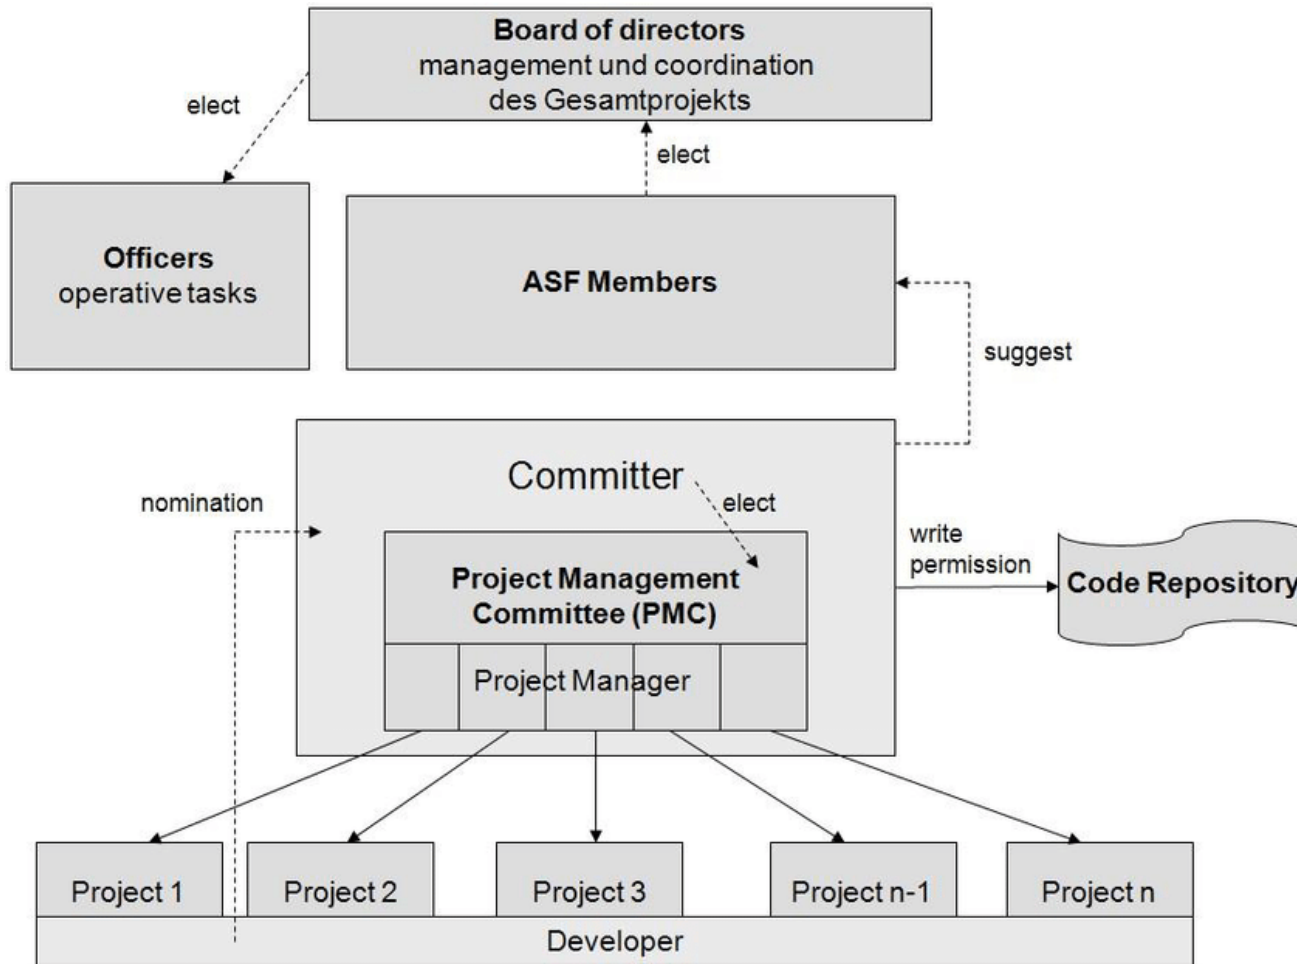 Board of directors
management und coordination
des Gesamtprojekts
elect
elect
Officers
operative tasks
ASF Members
suggest
Committer
nomination
elect
write
permission
Project Management
Committee (PMC)
Code Repository
Project Manager
Project 1
Project 2
Project 3
Project n-1
Project n
Developer